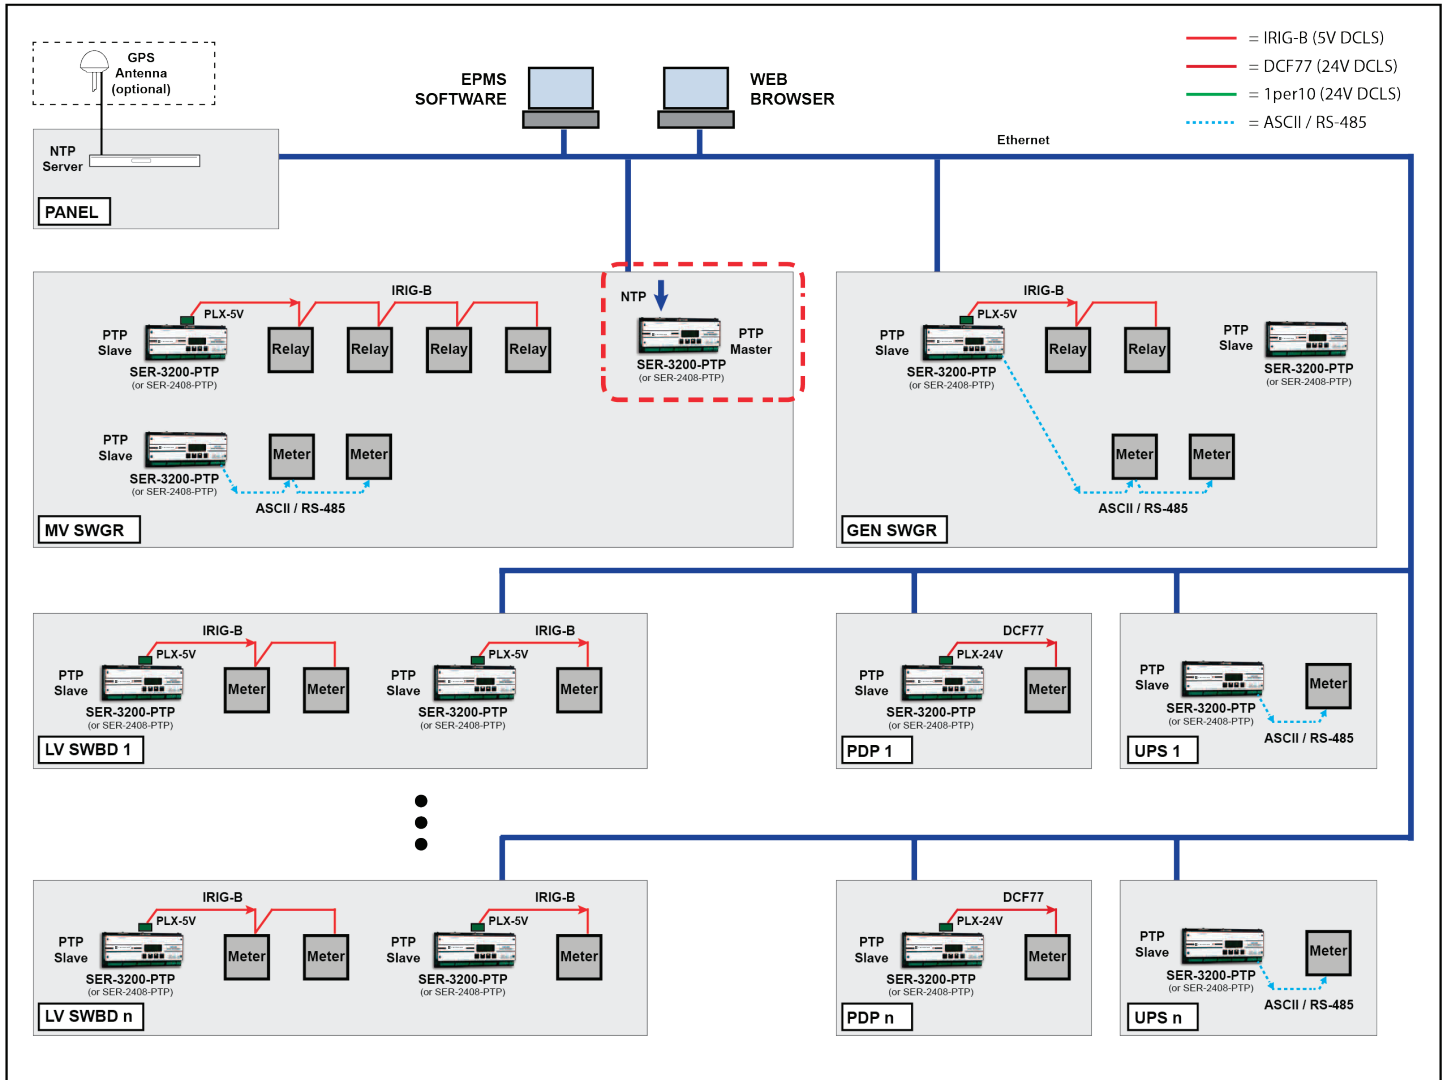 GPS
Antenna
(optional)
NTP
Server
PANEL
EPMS
SOFTWARE
WEB
BROWSER
Ethernet
= IRIG-B (5V DCLS)
= DCF77 (24V DCLS)
= 1per10 (24V DCLS)
= ASCII / RS-485
IRIG-B
PLX-5V
PTP
Slave
Relay
Relay
Relay
Relay
SER-3200-PTP
(or SER-2408-PTP)
NTP
PTP
Master
SER-3200-PTP
(or SER-2408-PTP)
PTP
Slave
Meter
Meter
SER-3200-PTP
(or SER-2408-PTP)
ASCII / RS-485
MV SWGR
IRIG-B
PLX-5V
PTP
Slave
Relay
Relay
SER-3200-PTP
(or SER-2408-PTP)
PTP
Slave
SER-3200-PTP
(or SER-2408-PTP)
Meter
Meter
ASCII / RS-485
GEN SWGR
IRIG-B
PLX-5V
PTP
Slave
Meter
Meter
SER-3200-PTP
(or SER-2408-PTP)
IRIG-B
PLX-5V
PTP
Slave
Meter
SER-3200-PTP
(or SER-2408-PTP)
LV SWBD 1
DCF77
PLX-24V
PTP
Slave
Meter
SER-3200-PTP
(or SER-2408-PTP)
PDP 1
PTP
Slave
Meter
SER-3200-PTP
(or SER-2408-PTP)
ASCII / RS-485
UPS 1
IRIG-B
PLX-5V
PTP
Slave
Meter
Meter
SER-3200-PTP
(or SER-2408-PTP)
IRIG-B
PLX-5V
PTP
Slave
Meter
SER-3200-PTP
(or SER-2408-PTP)
LV SWBD n
DCF77
PLX-24V
PTP
Slave
Meter
SER-3200-PTP
(or SER-2408-PTP)
PDP n
PTP
Slave
Meter
SER-3200-PTP
(or SER-2408-PTP)
ASCII / RS-485
UPS n